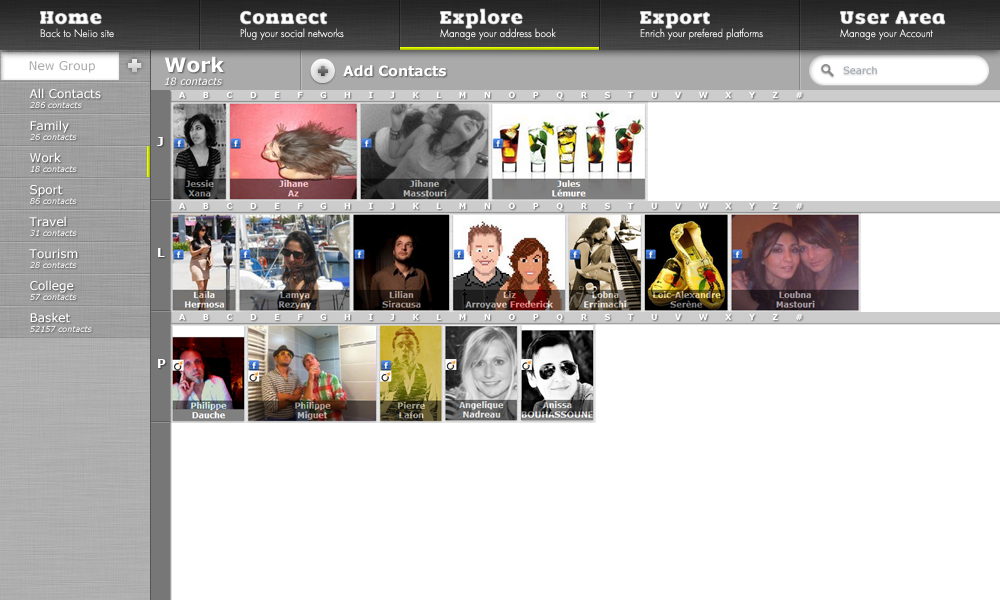 Home
Back to Neiio site
Connect
Plug your social networks
Explore
Manage your address book
Export
Enrich your prefered platforms
User Area
Manage your Account
New Group
Work
18 contacts
Add Contacts
Search
All Contacts
286 contacts
Family
26 contacts
Work
18 contacts
Sport
86 contacts
Travel
31 contacts
Tourism
28 contacts
College
57 contacts
Basket
52157 contacts
A B C D E F G H I J K L M N O P Q R S T U V W X Y Z #
J
Jessie
Xana
Jihane
Az
Jihane
Masstouri
Jules
Lémure
A B C D E F G H I J K L M N O P Q R S T U V W X Y Z #
L
Laila
Hermosa
Lamya
Rezyny
Lilian
Siracusa
Liz
Arroyave Frederick
Lobna
Errimachi
Loic-Alexandre
Serène
Loubna
Mastouri
A B C D E F G H I J K L M N O P Q R S T U V W X Y Z #
P
Philippe
Dauche
Philippe
Miguet
Pierre
Lafon
Angelique
Nadreau
Anissa
BOUHASSOUNE